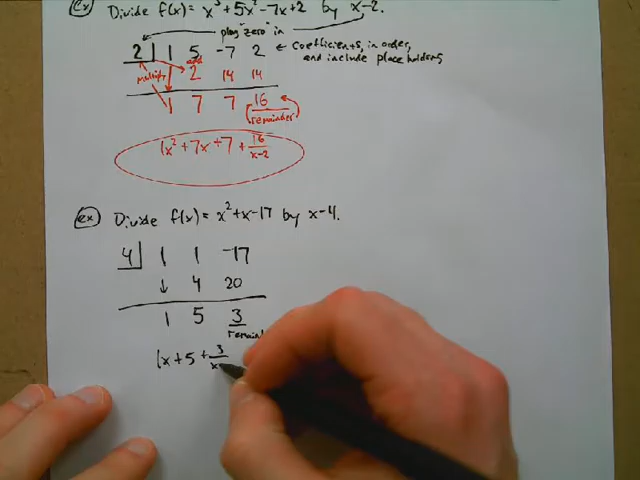 ex Divide f(x) = x³ + 5x² - 7x + 2 by x-2.
plug "zero" in
2 | 1 5 -7 2 ← Coefficients, in order,
and include place holders
add
multiply 2 14 14
1 7 7 16
remainder
1x² + 7x + 7 + 16/x-2
ex Divide f(x) = x² + x - 17 by x-4.
4 | 1 1 -17
↓ 4 20
1 5 3
remain
1x + 5 + 3/x